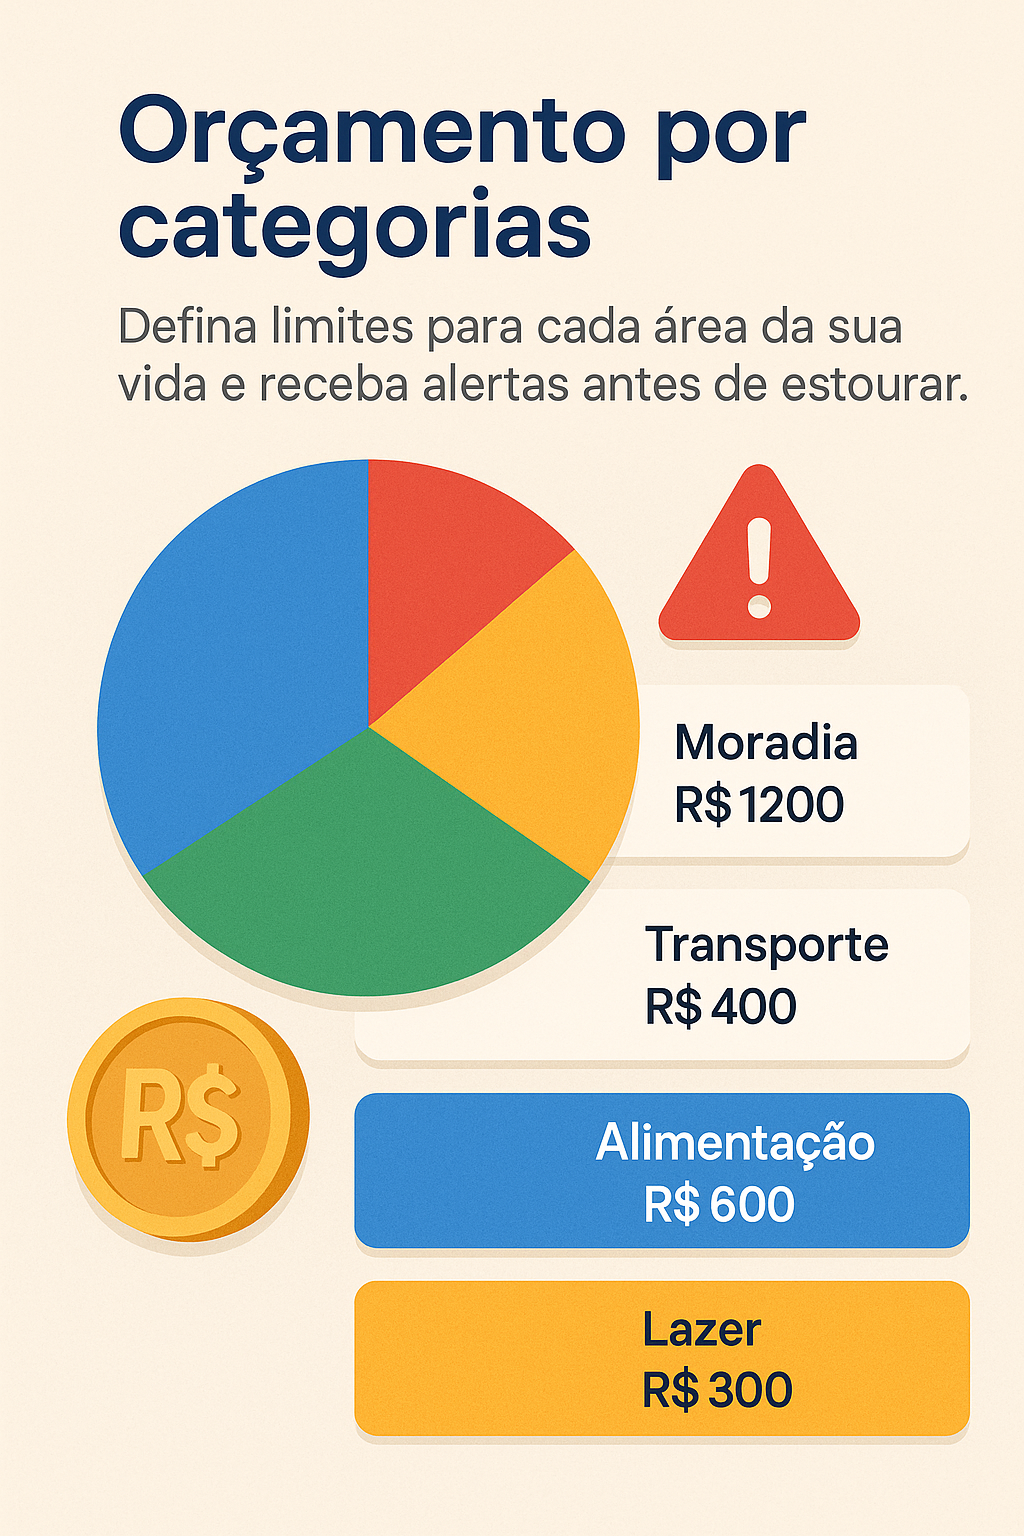 Orçamento por
categorias
Defina limites para cada área da sua
vida e receba alertas antes de estourar.
!
Moradia
R$ 1200
Transporte
R$ 400
R$
Alimentação
R$ 600
Lazer
R$ 300